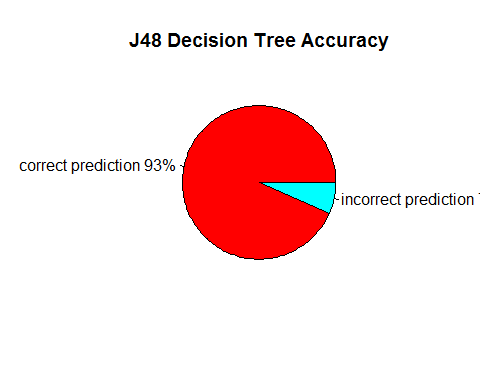 J48 Decision Tree Accuracy
correct prediction 93%
incorrect prediction